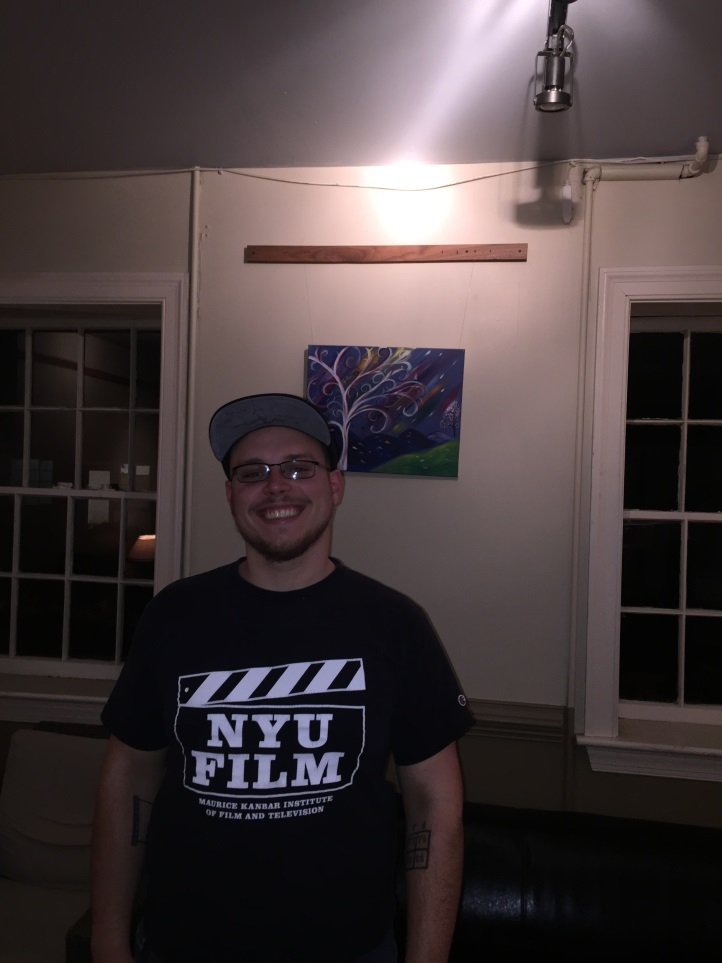 NYU
FILM
MAURICE KANBAR INSTITUTE
OF FILM AND TELEVISION